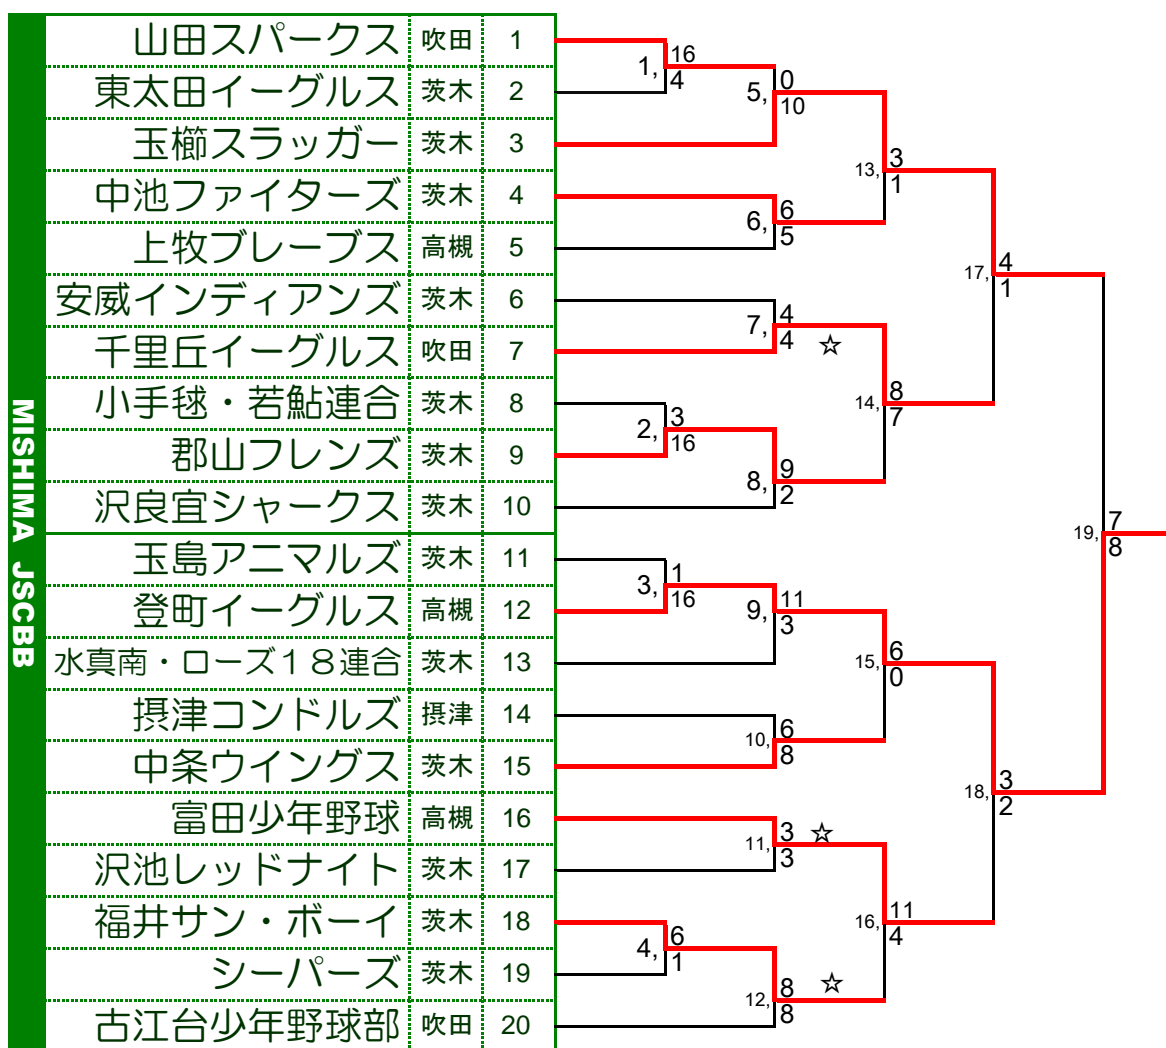 MISHIMA JSCBB
山田スパークス 吹田 1
東太田イーグルス 茨木 2
玉櫛スラッガー 茨木 3
中池ファイターズ 茨木 4
上牧ブレーブス 高槻 5
安威インディアンズ 茨木 6
千里丘イーグルス 吹田 7
小手毬・若鮎連合 茨木 8
郡山フレンズ 茨木 9
沢良宜シャークス 茨木 10
玉島アニマルズ 茨木 11
登町イーグルス 高槻 12
水真南・ローズ18連合 茨木 13
摂津コンドルズ 摂津 14
中条ウイングス 茨木 15
富田少年野球 高槻 16
沢池レッドナイト 茨木 17
福井サン・ボーイ 茨木 18
シーパーズ 茨木 19
古江台少年野球部 吹田 20
1, 16 4
2, 3 16
3, 1 16
4, 6 1
5, 0 10
6, 6 5
7, 4 4 ☆
8, 9 2
9, 11 3
10, 6 8
11, 3 3 ☆
12, 8 8 ☆
13, 3 1
14, 8 7
15, 6 0
16, 11 4
17, 4 1
18, 3 2
19, 7 8